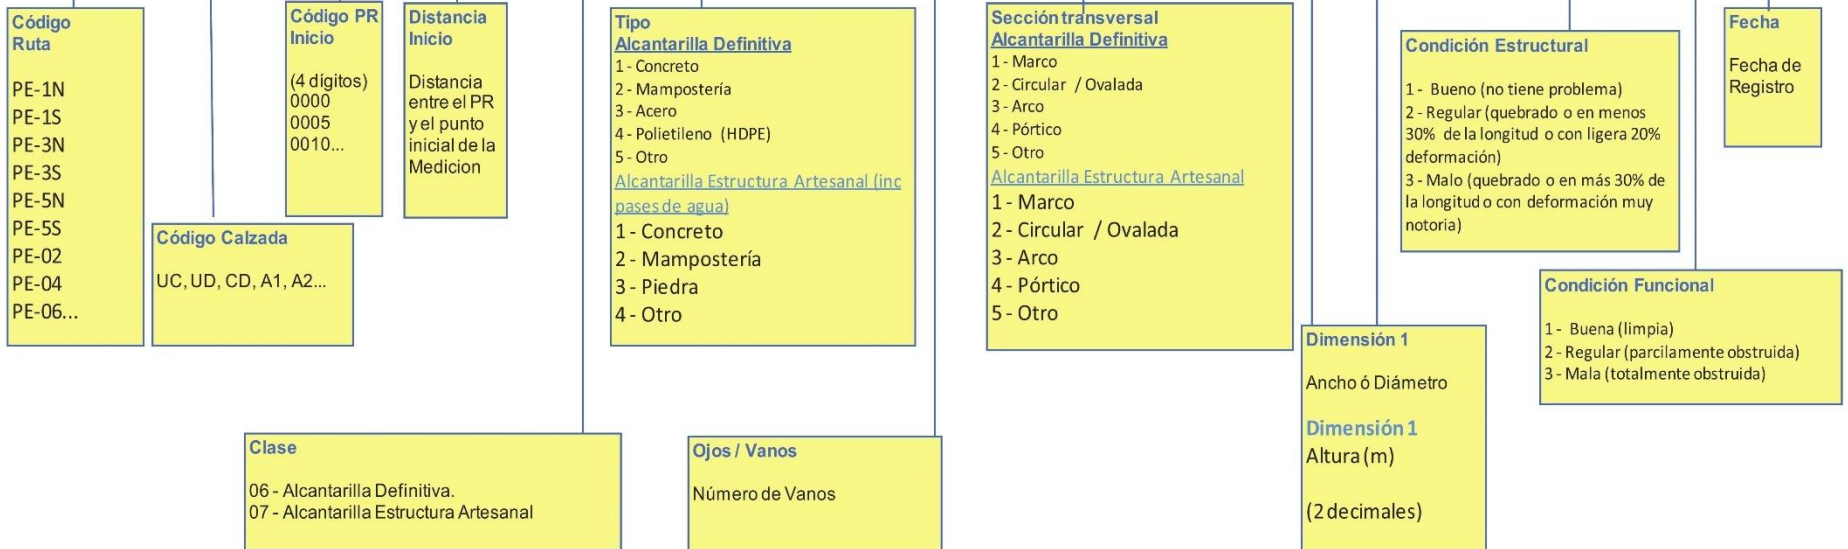 Código
Ruta
PE-1N
PE-1S
PE-3N
PE-3S
PE-5N
PE-5S
PE-02
PE-04
PE-06...
Código Calzada
UC, UD, CD, A1, A2...
Código PR
Inicio
(4 dígitos)
0000
0005
0010...
Distancia
Inicio
Distancia
entre el PR
y el punto
inicial de la
Medicion
Tipo
Alcantarilla Definitiva
1 - Concreto
2 - Mampostería
3 - Acero
4 - Polietileno (HDPE)
5 - Otro
Alcantarilla Estructura Artesanal (inc
pases de agua)
1 - Concreto
2 - Mampostería
3 - Piedra
4 - Otro
Sección transversal
Alcantarilla Definitiva
1 - Marco
2 - Circular / Ovalada
3 - Arco
4 - Pórtico
5 - Otro
Alcantarilla Estructura Artesanal
1 - Marco
2 - Circular / Ovalada
3 - Arco
4 - Pórtico
5 - Otro
Condición Estructural
1 - Bueno (no tiene problema)
2 - Regular (quebrado o en menos
30% de la longitud o con ligera 20%
deformación)
3 - Malo (quebrado o en más 30% de
la longitud o con deformación muy
notoria)
Fecha
Fecha de
Registro
Condición Funcional
1 - Buena (limpia)
2 - Regular (parcilamente obstruida)
3 - Mala (totalmente obstruida)
Dimensión 1
Ancho ó Diámetro
Dimensión 1
Altura (m)
(2 decimales)
Clase
06 - Alcantarilla Definitiva.
07 - Alcantarilla Estructura Artesanal
Ojos / Vanos
Número de Vanos